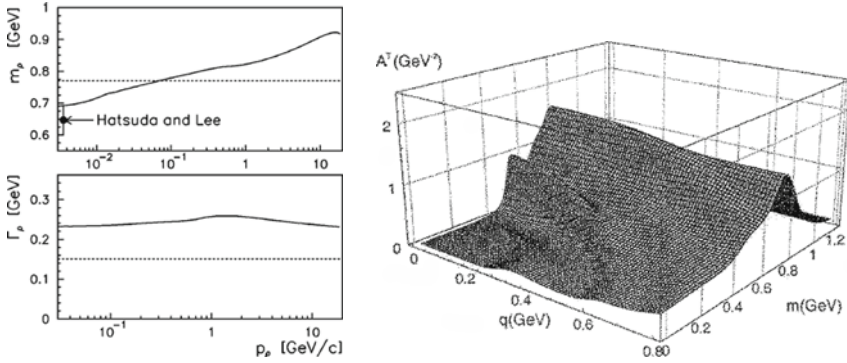 1
0.9
0.8
0.7
0.6
m_ρ [GeV]
Hatsuda and Lee
10⁻² 10⁻¹ 1 10
0.3
0.2
0.1
0
Γ_ρ [GeV]
10⁻¹ 1 10
p_ρ [GeV/c]
Aᵀ(GeV⁻²)
2
1
0
0 0.2 0.4 0.6 0.80
q(GeV)
0.2 0.4 0.6 0.8 1 1.2
m(GeV)